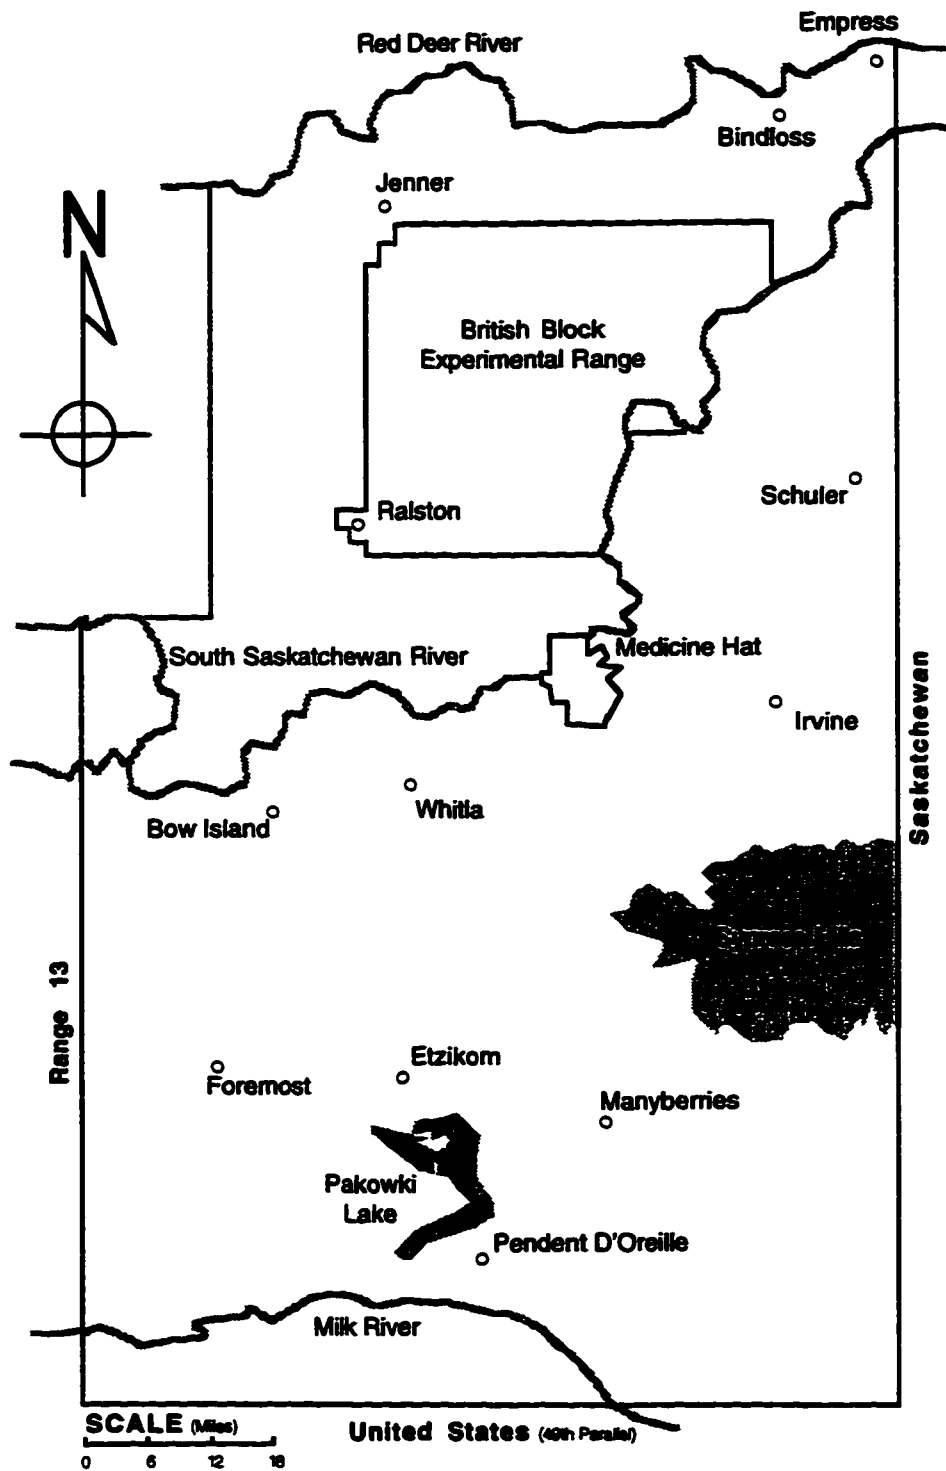 Empress
Red Deer River
Bindloss
Jenner
N
British Block
Experimental Range
Schuler
Ralston
Medicine Hat
South Saskatchewan River
Irvine
Saskatchewan
Whitla
Bow Island
Range 13
Etzikom
Foremost
Manyberries
Pakowki
Lake
Pendent D'Oreille
Milk River
SCALE (Miles)
0 6 12 18
United States (49th Parallel)